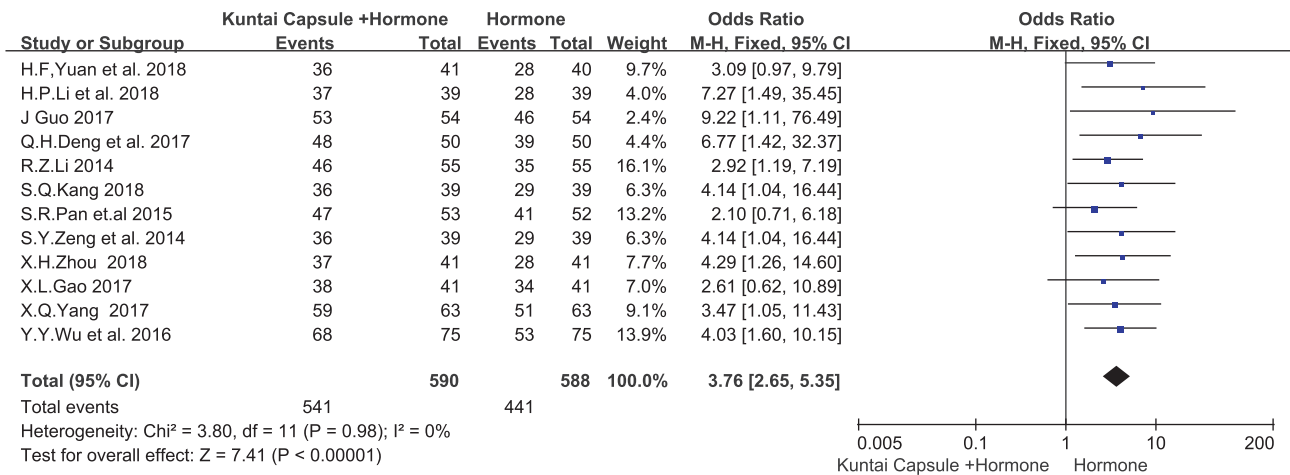 Kuntai Capsule +Hormone Hormone Odds Ratio Odds Ratio
Study or Subgroup Events Total Events Total Weight M-H, Fixed, 95% CI M-H, Fixed, 95% CI
H.F,Yuan et al. 2018 36 41 28 40 9.7% 3.09 [0.97, 9.79]
H.P.Li et al. 2018 37 39 28 39 4.0% 7.27 [1.49, 35.45]
J Guo 2017 53 54 46 54 2.4% 9.22 [1.11, 76.49]
Q.H.Deng et al. 2017 48 50 39 50 4.4% 6.77 [1.42, 32.37]
R.Z.Li 2014 46 55 35 55 16.1% 2.92 [1.19, 7.19]
S.Q.Kang 2018 36 39 29 39 6.3% 4.14 [1.04, 16.44]
S.R.Pan et.al 2015 47 53 41 52 13.2% 2.10 [0.71, 6.18]
S.Y.Zeng et al. 2014 36 39 29 39 6.3% 4.14 [1.04, 16.44]
X.H.Zhou 2018 37 41 28 41 7.7% 4.29 [1.26, 14.60]
X.L.Gao 2017 38 41 34 41 7.0% 2.61 [0.62, 10.89]
X.Q.Yang 2017 59 63 51 63 9.1% 3.47 [1.05, 11.43]
Y.Y.Wu et al. 2016 68 75 53 75 13.9% 4.03 [1.60, 10.15]
Total (95% CI) 590 588 100.0% 3.76 [2.65, 5.35]
Total events 541 441
Heterogeneity: Chi² = 3.80, df = 11 (P = 0.98); I² = 0%
Test for overall effect: Z = 7.41 (P < 0.00001)
0.005 0.1 1 10 200
Kuntai Capsule +Hormone Hormone